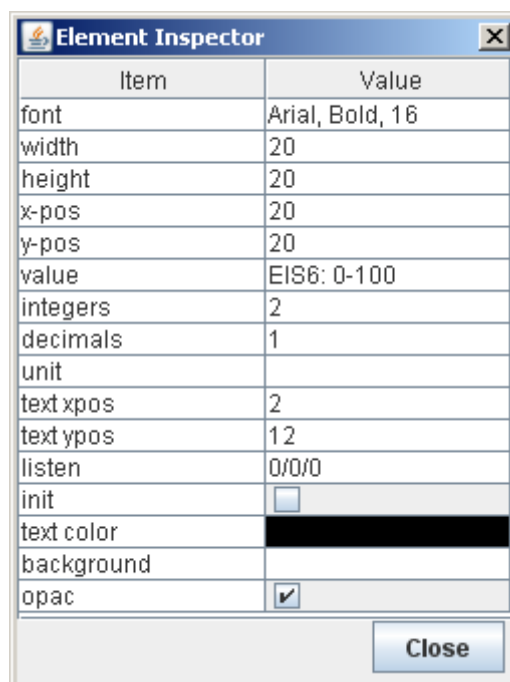 Element Inspector
Item Value
font Arial, Bold, 16
width 20
height 20
x-pos 20
y-pos 20
value EIS6: 0-100
integers 2
decimals 1
unit
text xpos 2
text ypos 12
listen 0/0/0
init
text color
background
opac
Close